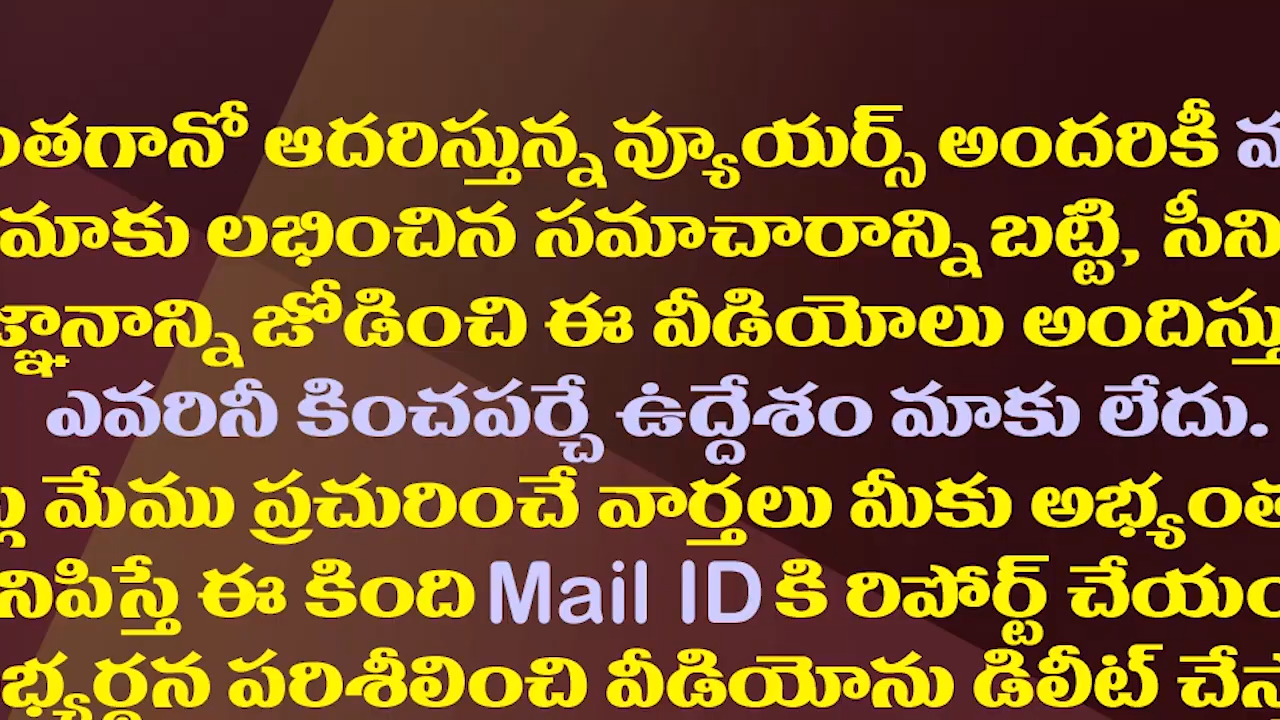 ంతగానో ఆదరిస్తున్న వ్యూయర్స్ అందరికీ
మాకు లభించిన సమాచారాన్ని బట్టి, సీని
జ్ఞానాన్ని జోడించి ఈ వీడియోలు అందిస్తు
ఎవరినీ కించపర్చే ఉద్దేశం మాకు లేదు.
మేము ప్రచురించే వార్తలు మీకు అభ్యంత
నిపిస్తే ఈ కింది Mail ID కి రిపోర్ట్ చేయం
భ్యర్ధన పరిశీలించి వీడియోను డిలీట్ చేస